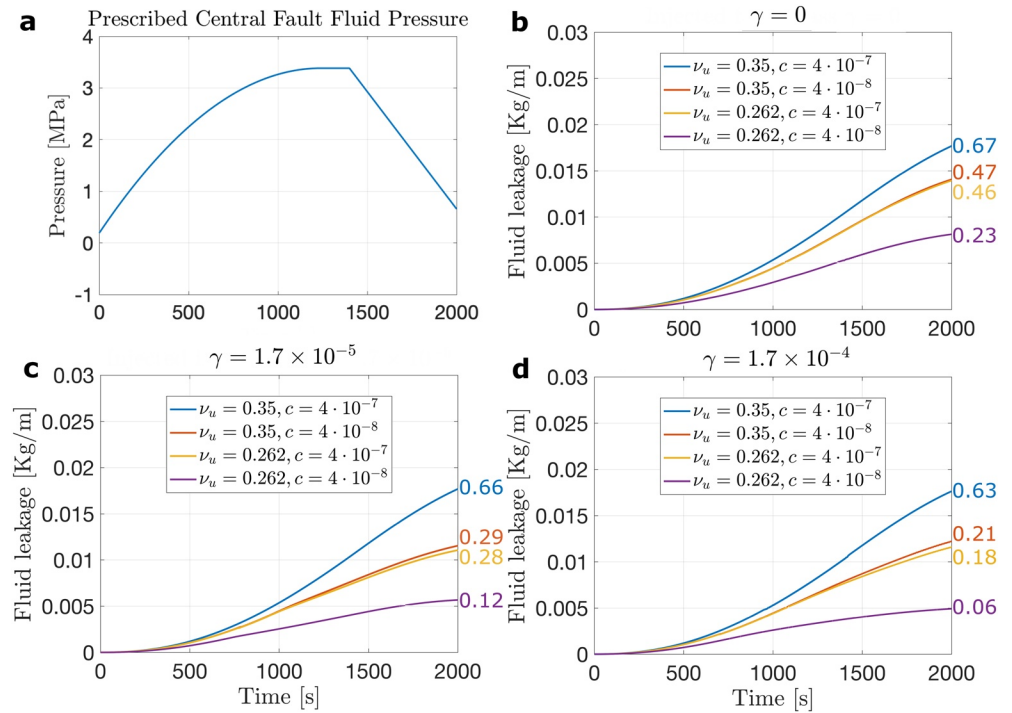 a
Prescribed Central Fault Fluid Pressure
4
3
2
1
0
-1
Pressure [MPa]
0 500 1000 1500 2000
b
γ = 0
0.03
0.025
0.02
0.015
0.01
0.005
0
Fluid leakage [Kg/m]
ν_u = 0.35, c = 4 · 10⁻⁷
ν_u = 0.35, c = 4 · 10⁻⁸
ν_u = 0.262, c = 4 · 10⁻⁷
ν_u = 0.262, c = 4 · 10⁻⁸
0.67
0.47
0.46
0.23
0 500 1000 1500 2000
c
γ = 1.7 × 10⁻⁵
0.03
0.025
0.02
0.015
0.01
0.005
0
Fluid leakage [Kg/m]
ν_u = 0.35, c = 4 · 10⁻⁷
ν_u = 0.35, c = 4 · 10⁻⁸
ν_u = 0.262, c = 4 · 10⁻⁷
ν_u = 0.262, c = 4 · 10⁻⁸
0.66
0.29
0.28
0.12
0 500 1000 1500 2000
Time [s]
d
γ = 1.7 × 10⁻⁴
0.03
0.025
0.02
0.015
0.01
0.005
0
Fluid leakage [Kg/m]
ν_u = 0.35, c = 4 · 10⁻⁷
ν_u = 0.35, c = 4 · 10⁻⁸
ν_u = 0.262, c = 4 · 10⁻⁷
ν_u = 0.262, c = 4 · 10⁻⁸
0.63
0.21
0.18
0.06
0 500 1000 1500 2000
Time [s]